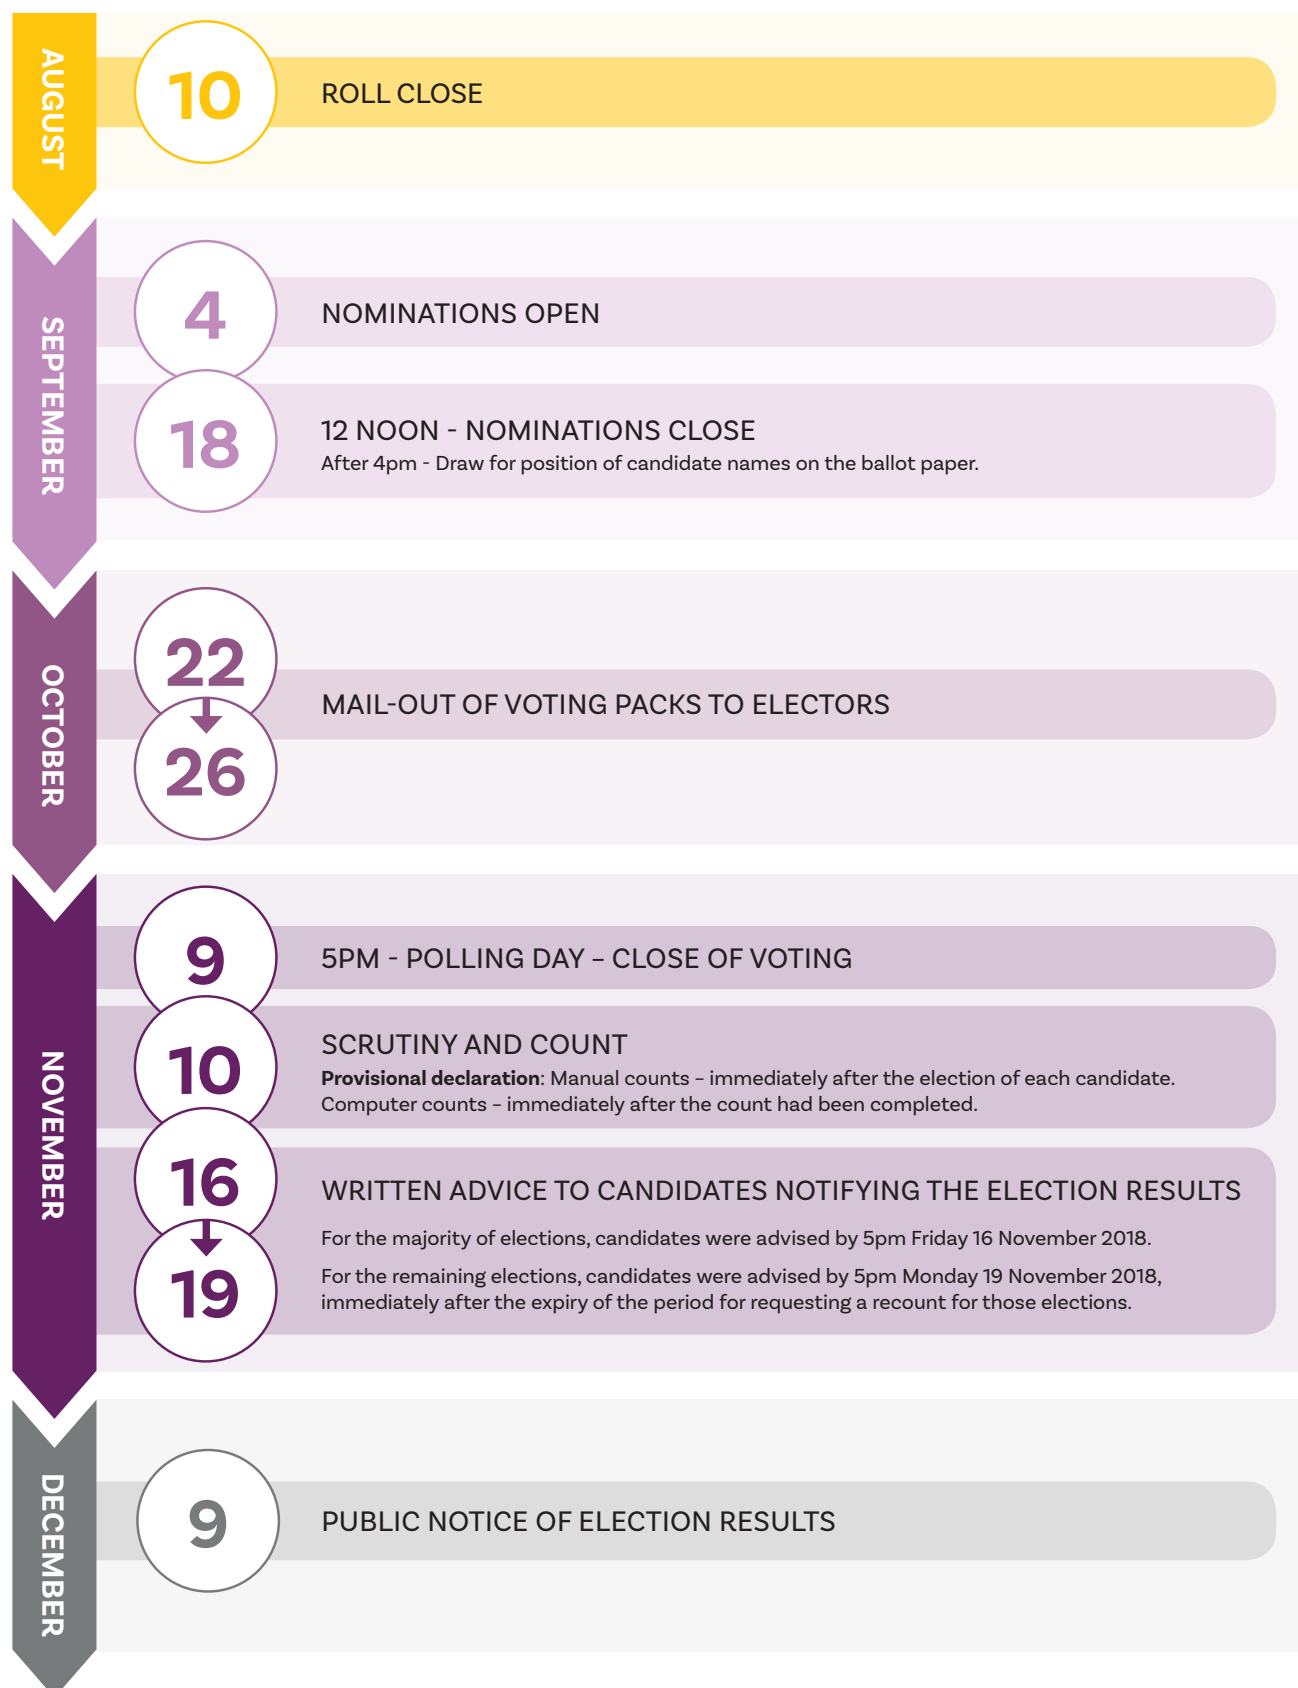 AUGUST
10
ROLL CLOSE
SEPTEMBER
4
NOMINATIONS OPEN
18
12 NOON - NOMINATIONS CLOSE
After 4pm - Draw for position of candidate names on the ballot paper.
OCTOBER
22
26
MAIL-OUT OF VOTING PACKS TO ELECTORS
NOVEMBER
9
5PM - POLLING DAY – CLOSE OF VOTING
10
SCRUTINY AND COUNT
Provisional declaration: Manual counts – immediately after the election of each candidate.
Computer counts – immediately after the count had been completed.
16
19
WRITTEN ADVICE TO CANDIDATES NOTIFYING THE ELECTION RESULTS
For the majority of elections, candidates were advised by 5pm Friday 16 November 2018.
For the remaining elections, candidates were advised by 5pm Monday 19 November 2018,
immediately after the expiry of the period for requesting a recount for those elections.
DECEMBER
9
PUBLIC NOTICE OF ELECTION RESULTS